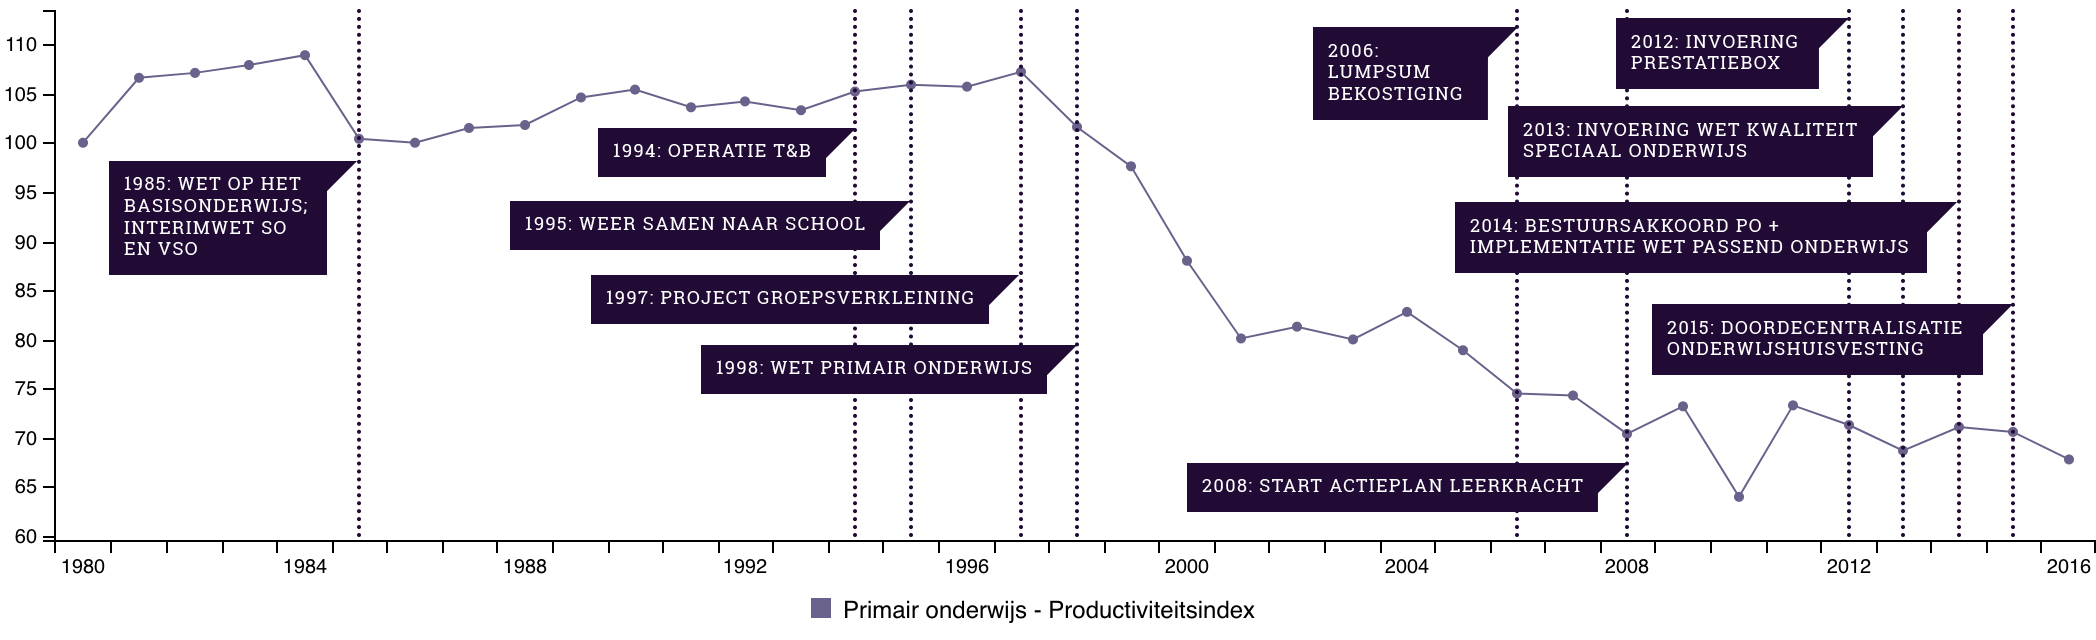 110
105
100
95
90
85
80
75
70
65
60
1985: WET OP HET
BASISONDERWIJS;
INTERIMWET SO
EN VSO
1994: OPERATIE T&B
1995: WEER SAMEN NAAR SCHOOL
1997: PROJECT GROEPSVERKLEINING
1998: WET PRIMAIR ONDERWIJS
2006:
LUMPSUM
BEKOSTIGING
2008: START ACTIEPLAN LEERKRACHT
2012: INVOERING
PRESTATIEBOX
2013: INVOERING WET KWALITEIT
SPECIAAL ONDERWIJS
2014: BESTUURSAKKOORD PO +
IMPLEMENTATIE WET PASSEND ONDERWIJS
2015: DOORDECENTRALISATIE
ONDERWIJSHUISVESTING
1980 1984 1988 1992 1996 2000 2004 2008 2012 2016
Primair onderwijs - Productiviteitsindex